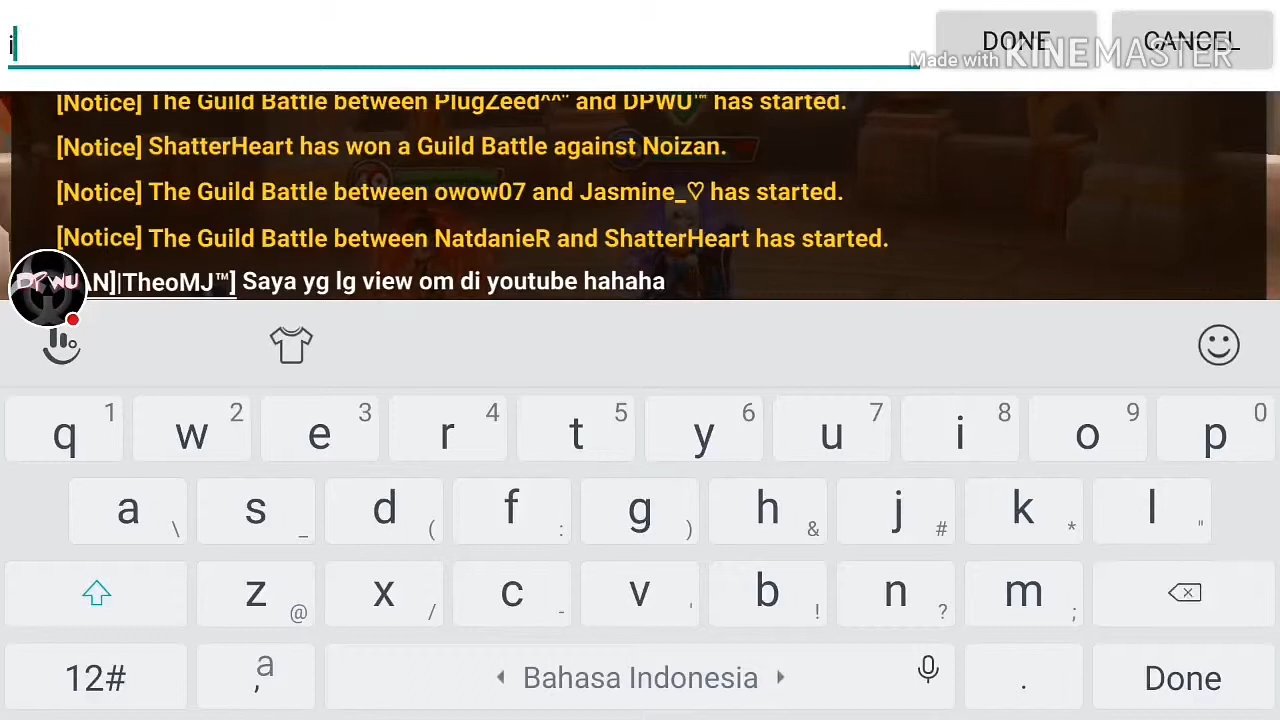 i
DONE CANCEL
Made with KINEMASTER
[Notice] The Guild Battle between PlugZeed^^" and DPWU™ has started.
[Notice] ShatterHeart has won a Guild Battle against Noizan.
[Notice] The Guild Battle between owow07 and Jasmine_♡ has started.
[Notice] The Guild Battle between NatdanieR and ShatterHeart has started.
DPWU N]|TheoMJ™] Saya yg lg view om di youtube hahaha
q 1 w 2 e 3 r 4 t 5 y 6 u 7 i 8 o 9 p 0
a \ s _ d ( f : g ) h & j # k * l "
z @ x / c - v ' b ! n ? m ;
12# , a Bahasa Indonesia . Done